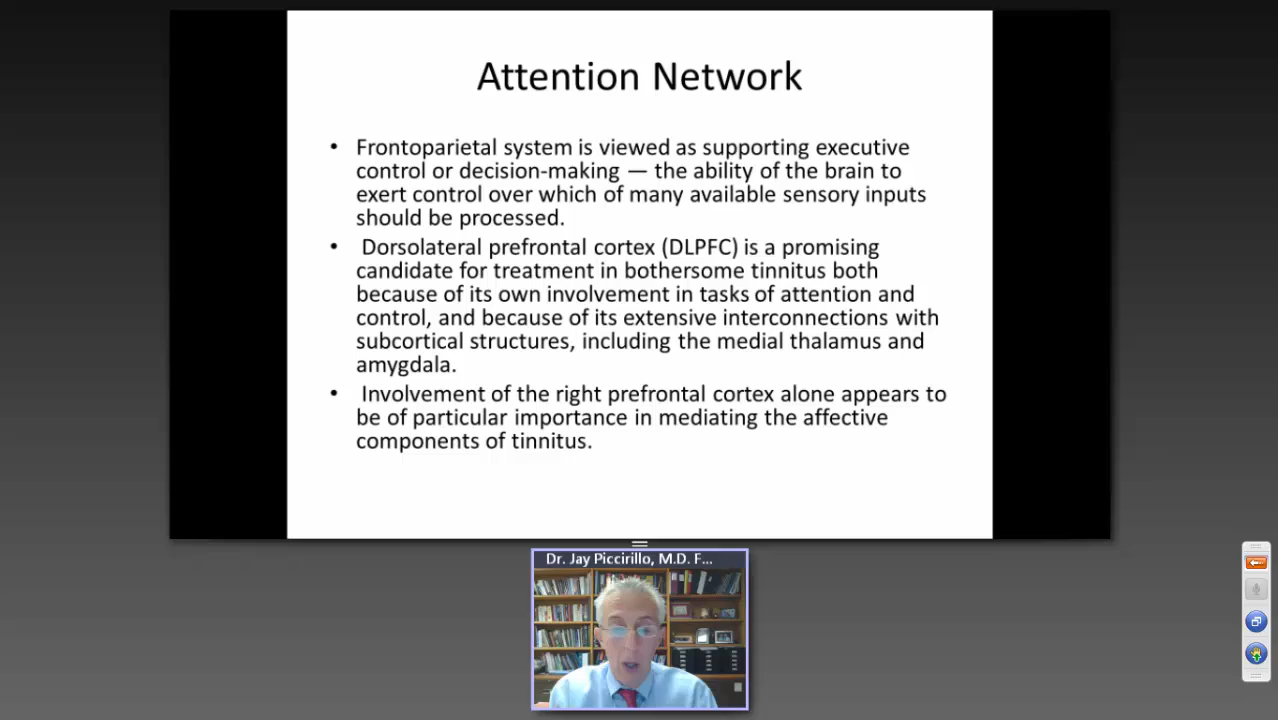 Attention Network
• Frontoparietal system is viewed as supporting executive
control or decision-making — the ability of the brain to
exert control over which of many available sensory inputs
should be processed.
• Dorsolateral prefrontal cortex (DLPFC) is a promising
candidate for treatment in bothersome tinnitus both
because of its own involvement in tasks of attention and
control, and because of its extensive interconnections with
subcortical structures, including the medial thalamus and
amygdala.
• Involvement of the right prefrontal cortex alone appears to
be of particular importance in mediating the affective
components of tinnitus.
Dr. Jay Piccirillo, M.D. F...